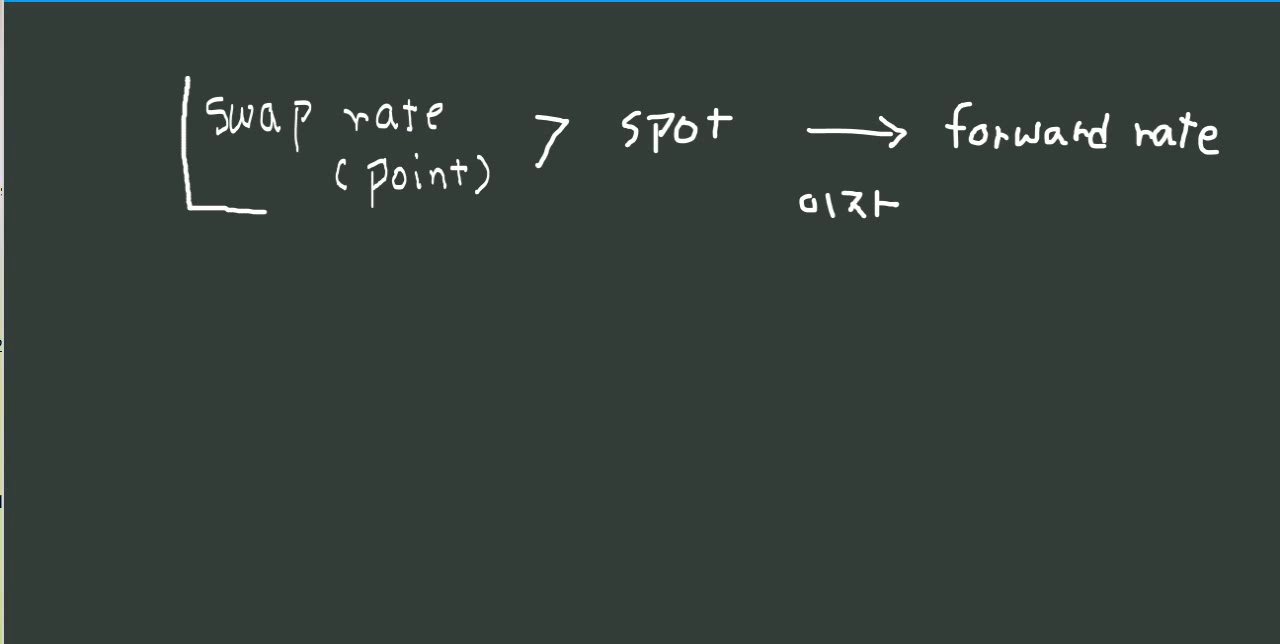 swap rate > spot → forward rate
(point)
이자